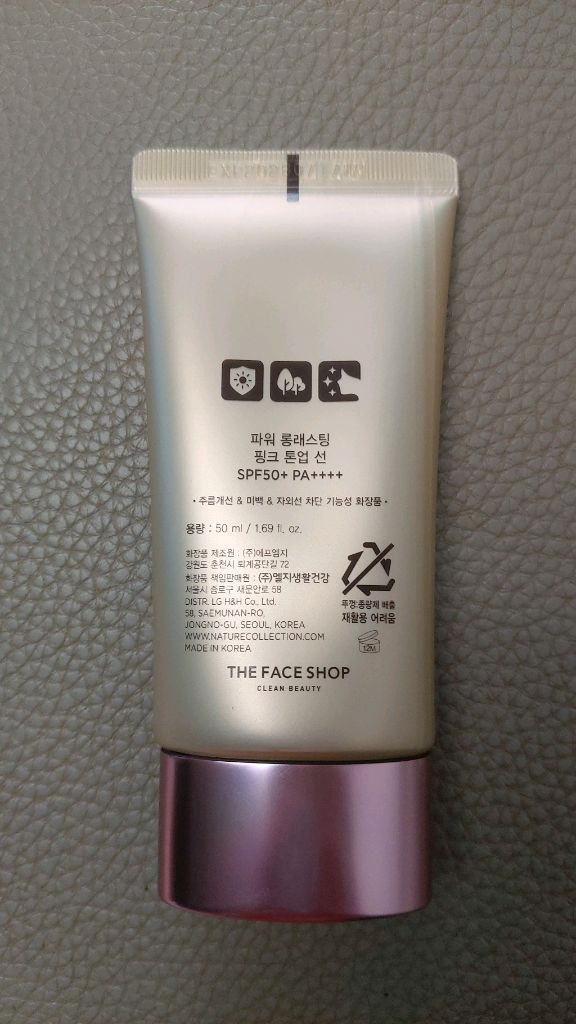 파워 롱래스팅
핑크 톤업 선
SPF50+ PA++++
• 주름개선 & 미백 & 자외선 차단 기능성 화장품 •
용량 : 50 ml / 1.69 fl. oz.
화장품 제조원 : (주)에프엠지
강원도 춘천시 퇴계공단길 72
화장품 책임판매원 : (주)엘지생활건강
서울시 종로구 새문안로 58
DISTR. LG H&H Co., Ltd.
58, SAEMUNAN-RO,
JONGNO-GU, SEOUL, KOREA
WWW.NATURECOLLECTION.COM
MADE IN KOREA
뚜껑:종량제 배출
재활용 어려움
12M
THE FACE SHOP
CLEAN BEAUTY